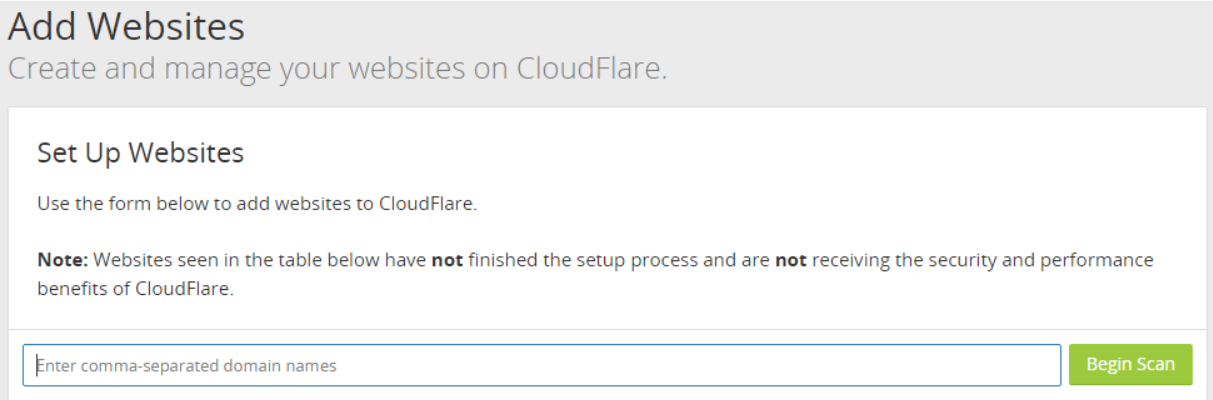 Add Websites
Create and manage your websites on CloudFlare.
Set Up Websites
Use the form below to add websites to CloudFlare.
Note: Websites seen in the table below have not finished the setup process and are not receiving the security and performance
benefits of CloudFlare.
Enter comma-separated domain names
Begin Scan